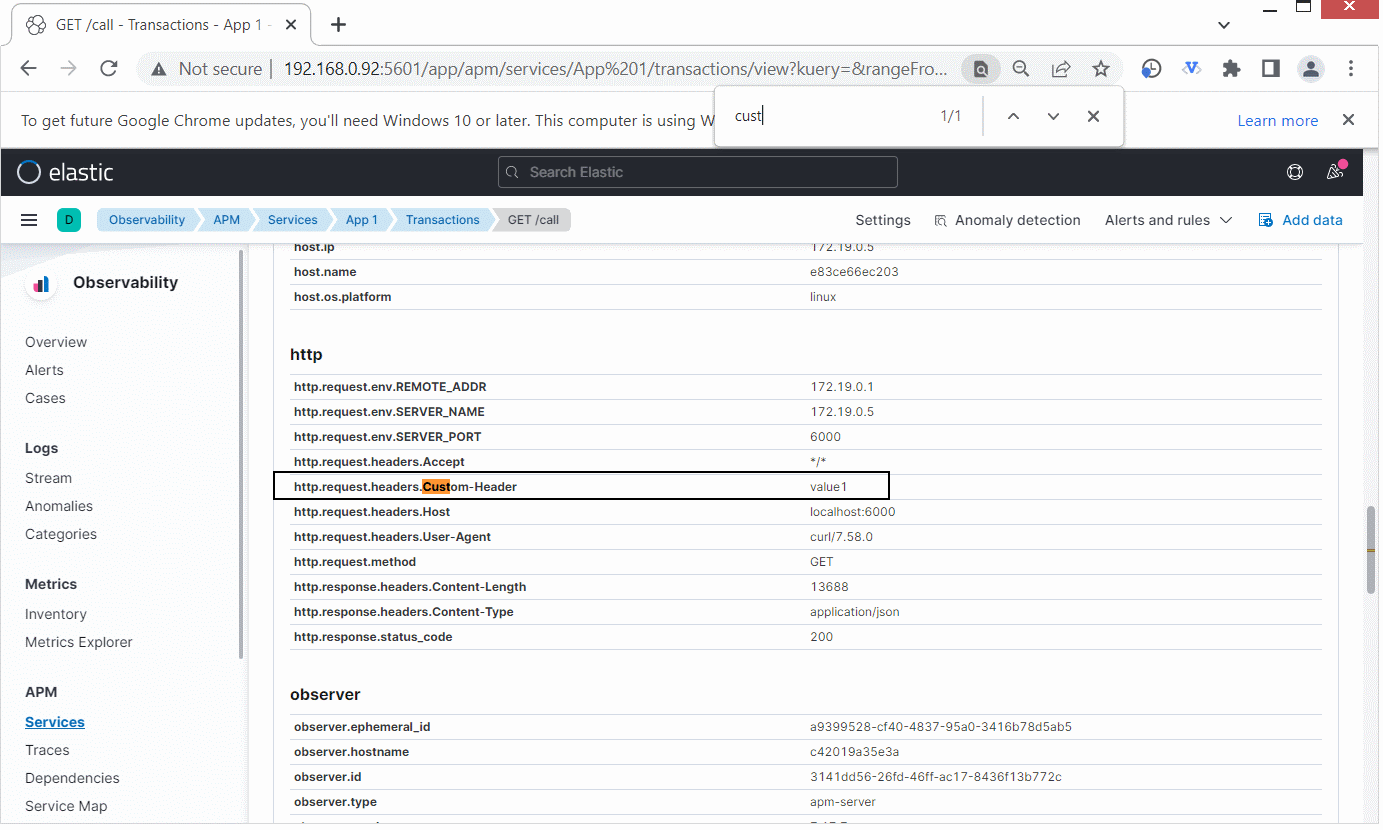 GET /call - Transactions - App 1 -
Not secure
192.168.0.92:5601/app/apm/services/App%201/transactions/view?kuery=&rangeFro...
To get future Google Chrome updates, you'll need Windows 10 or later. This computer is using W
cust
1/1
Learn more
elastic
Search Elastic
D
Observability
APM
Services
App 1
Transactions
GET /call
Settings
Anomaly detection
Alerts and rules
Add data
Observability
Overview
Alerts
Cases
Logs
Stream
Anomalies
Categories
Metrics
Inventory
Metrics Explorer
APM
Services
Traces
Dependencies
Service Map
host.ip 172.19.0.5
host.name e83ce66ec203
host.os.platform linux
http
http.request.env.REMOTE_ADDR 172.19.0.1
http.request.env.SERVER_NAME 172.19.0.5
http.request.env.SERVER_PORT 6000
http.request.headers.Accept */*
http.request.headers.Custom-Header value1
http.request.headers.Host localhost:6000
http.request.headers.User-Agent curl/7.58.0
http.request.method GET
http.response.headers.Content-Length 13688
http.response.headers.Content-Type application/json
http.response.status_code 200
observer
observer.ephemeral_id a9399528-cf40-4837-95a0-3416b78d5ab5
observer.hostname c42019a35e3a
observer.id 3141dd56-26fd-46ff-ac17-8436f13b772c
observer.type apm-server